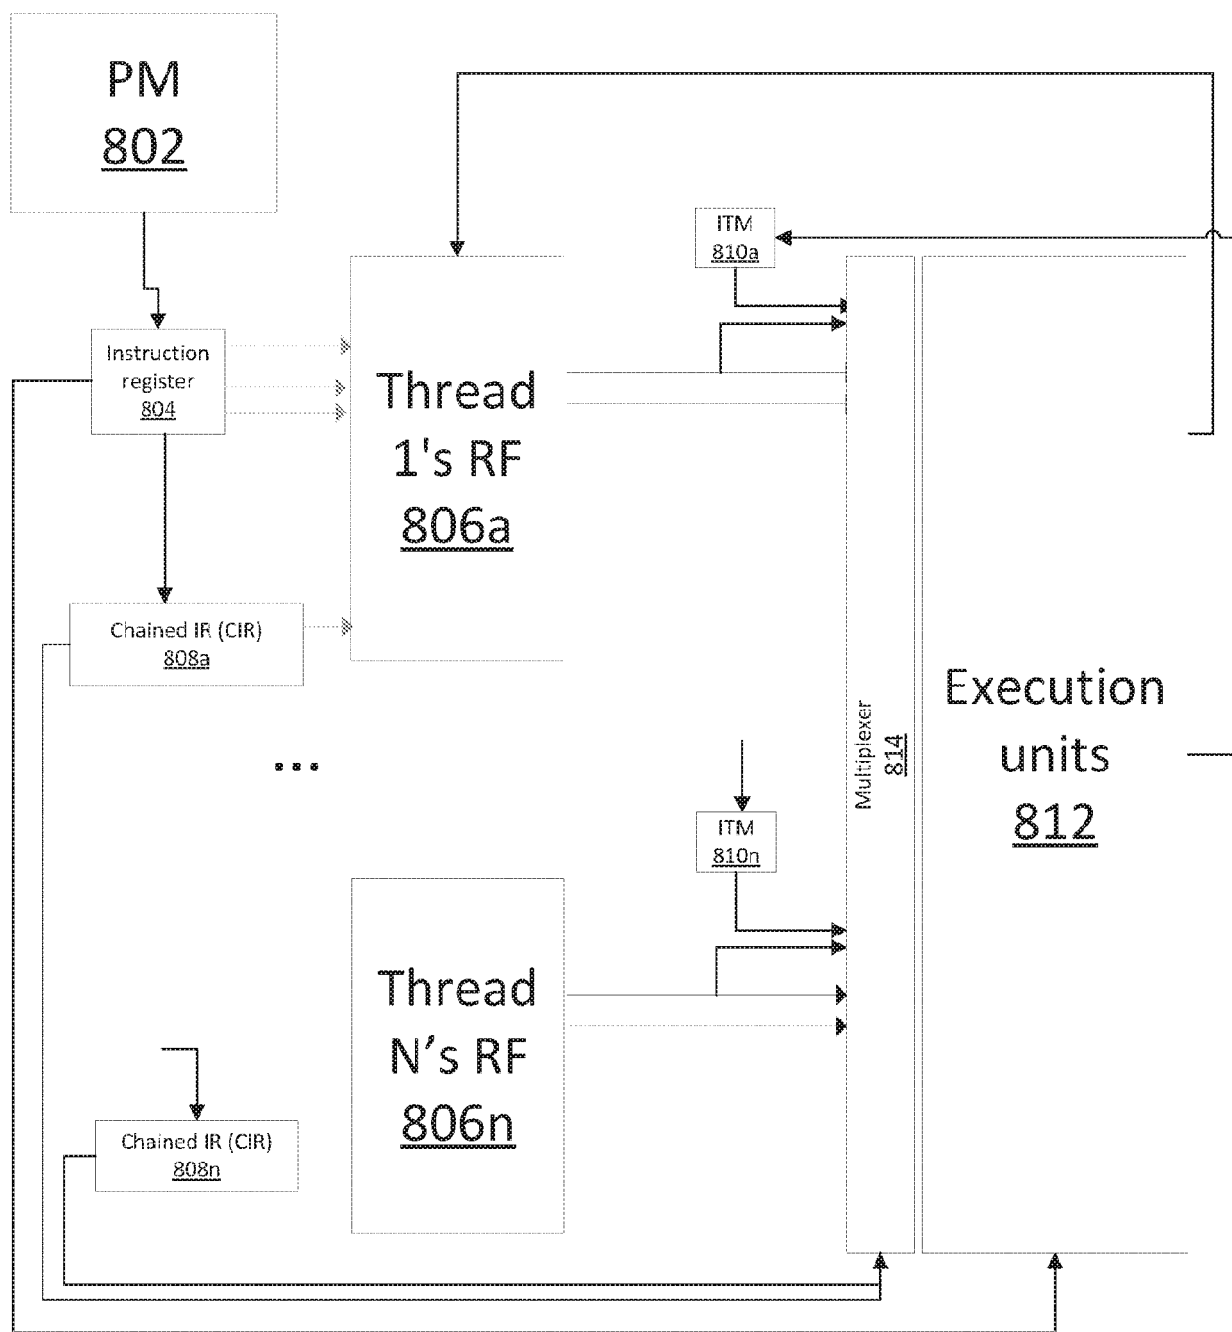 PM
802
ITM
810a
Instruction
register
804
Thread
1's RF
806a
Chained IR (CIR)
808a
...
Multiplexer
814
Execution
units
812
ITM
810n
Thread
N's RF
806n
Chained IR (CIR)
808n